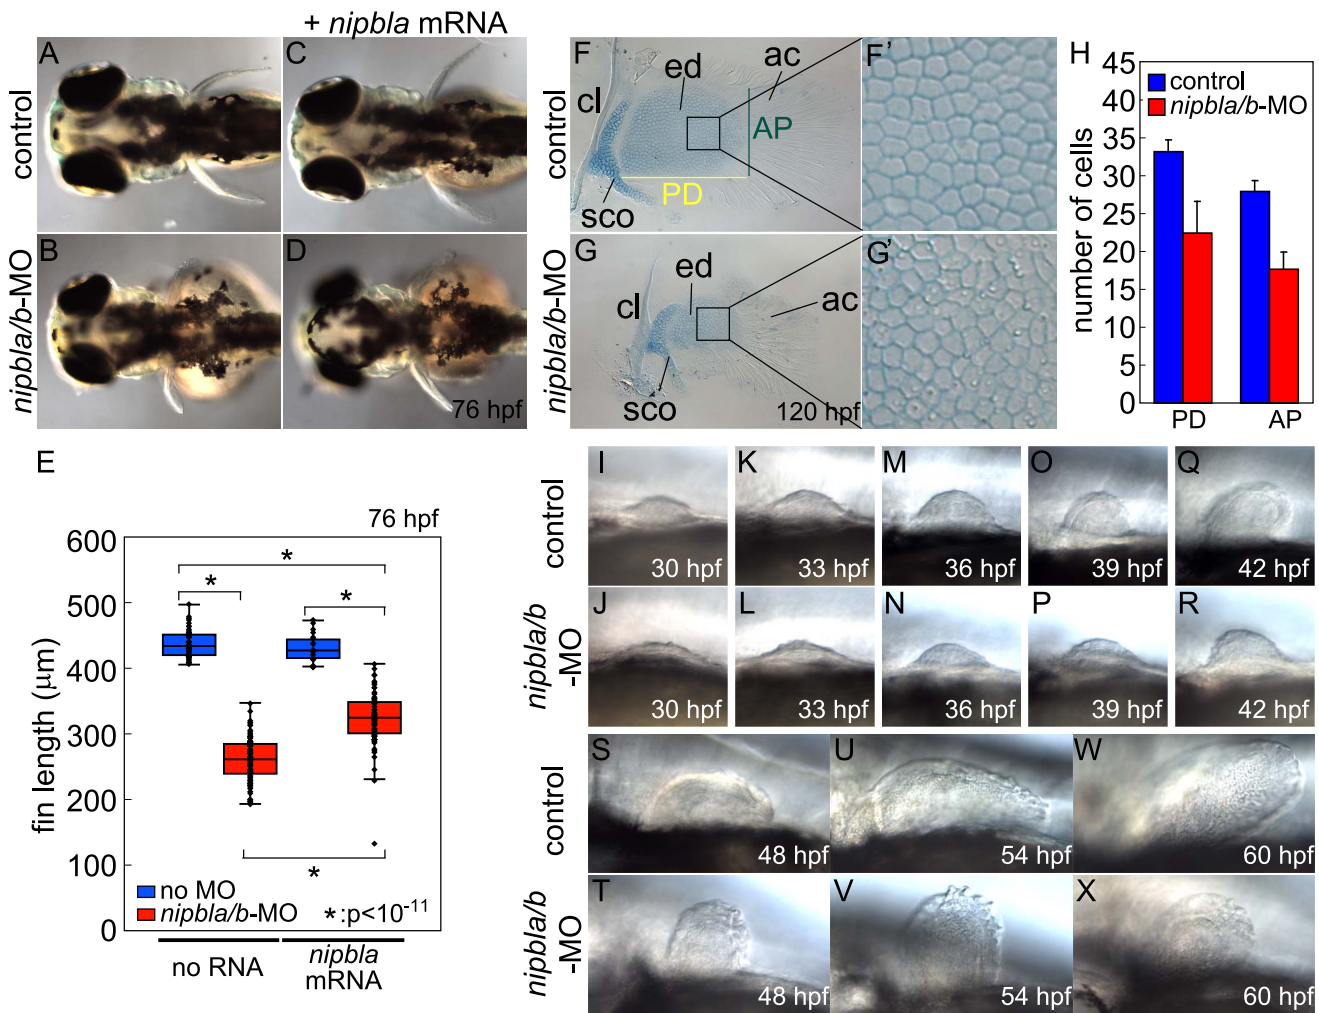 + nipbla mRNA
control
nipbla/b-MO
A
C
B
D
76 hpf
control
nipbla/b-MO
F
cl
ed
ac
AP
PD
sco
F'
G
cl
ed
ac
sco
120 hpf
G'
H
45
40
35
30
25
20
15
10
5
0
number of cells
control
nipbla/b-MO
PD
AP
E
76 hpf
600
500
400
300
200
100
0
fin length (µm)
*
*
*
*
no MO
nipbla/b-MO
*:p<10-11
no RNA
nipbla
mRNA
control
I
30 hpf
K
33 hpf
M
36 hpf
O
39 hpf
Q
42 hpf
nipbla/b
-MO
J
30 hpf
L
33 hpf
N
36 hpf
P
39 hpf
R
42 hpf
control
S
48 hpf
U
54 hpf
W
60 hpf
nipbla/b
-MO
T
48 hpf
V
54 hpf
X
60 hpf